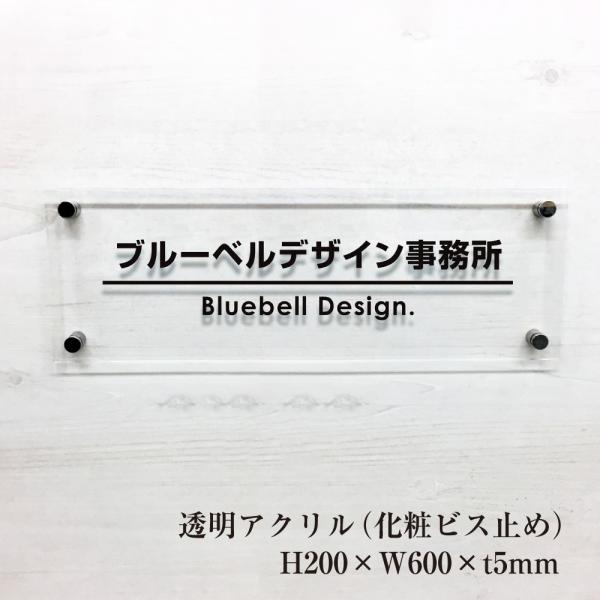 ブルーベルデザイン事務所
Bluebell Design.
透明アクリル(化粧ビス止め)
H200×W600×t5mm